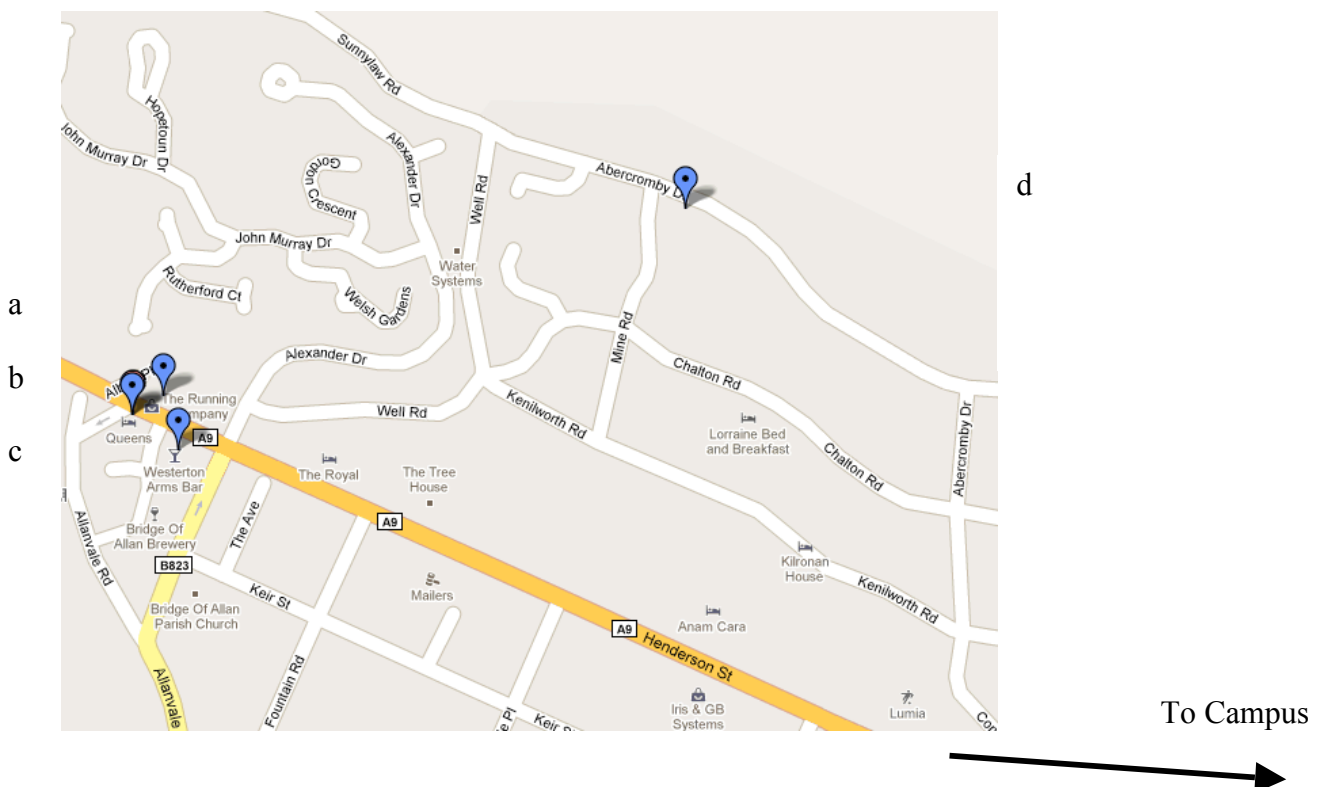 Sunnylaw Rd
Hopetoun Dr
John Murray Dr
Alexander Dr
Gordon
Crescent
Abercromby D
d
Well Rd
John Murray Dr
Water
Systems
Rutherford Ct
Welsh Gardens
a
Mine Rd
Alexander Dr
Chalton Rd
b
The Running
Company
Kenilworth Rd
Well Rd
Queens
A9
Lorraine Bed
and Breakfast
Chalton Rd
Abercromby Dr
c
Westerton
Arms Bar
The Royal
The Tree
House
Allanvale Rd
Bridge Of
Allan Brewery
The Ave
A9
B823
Kilronan
House
Keir St
Mailers
Kenilworth Rd
Bridge Of Allan
Parish Church
Anam Cara
A9
Henderson St
Allanvale
Fountain Rd
Iris & GB
Systems
Lumia
Keir S
e Pl
Con
To Campus